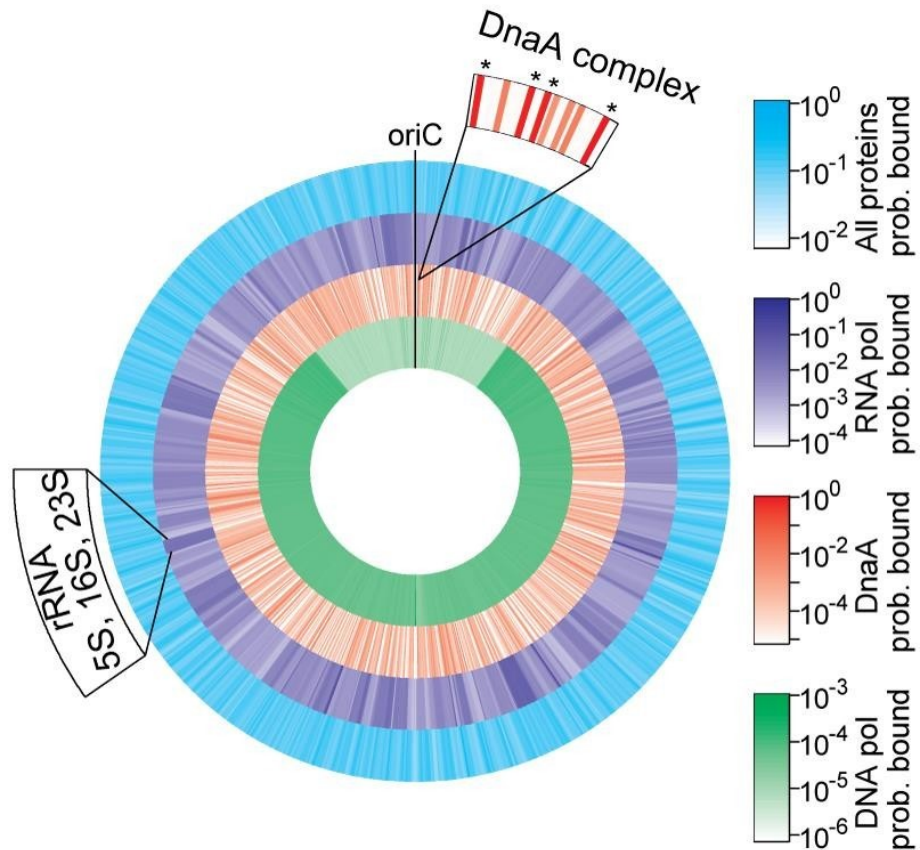 DnaA complex
* * * *
oriC
rRNA
5S, 16S, 23S
10^0
10^-1
10^-2
All proteins
prob. bound
10^0
10^-1
10^-2
10^-3
10^-4
RNA pol
prob. bound
10^0
10^-2
10^-4
DnaA
prob. bound
10^-3
10^-4
10^-5
10^-6
DNA pol
prob. bound